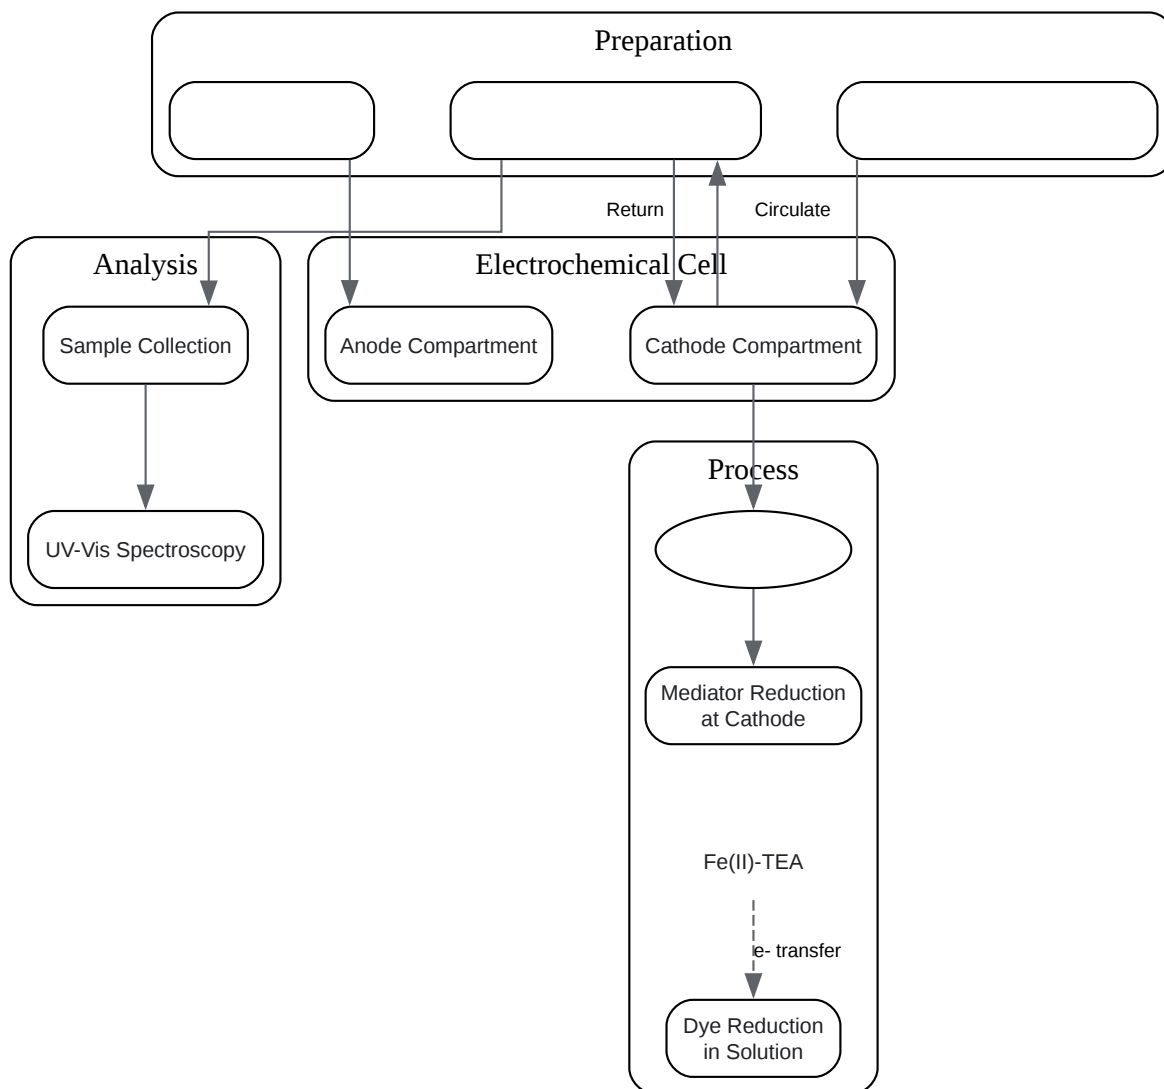 Preparation
Return
Circulate
Analysis
Electrochemical Cell
Sample Collection
Anode Compartment
Cathode Compartment
Process
UV-Vis Spectroscopy
Mediator Reduction
at Cathode
Fe(II)-TEA
e- transfer
Dye Reduction
in Solution